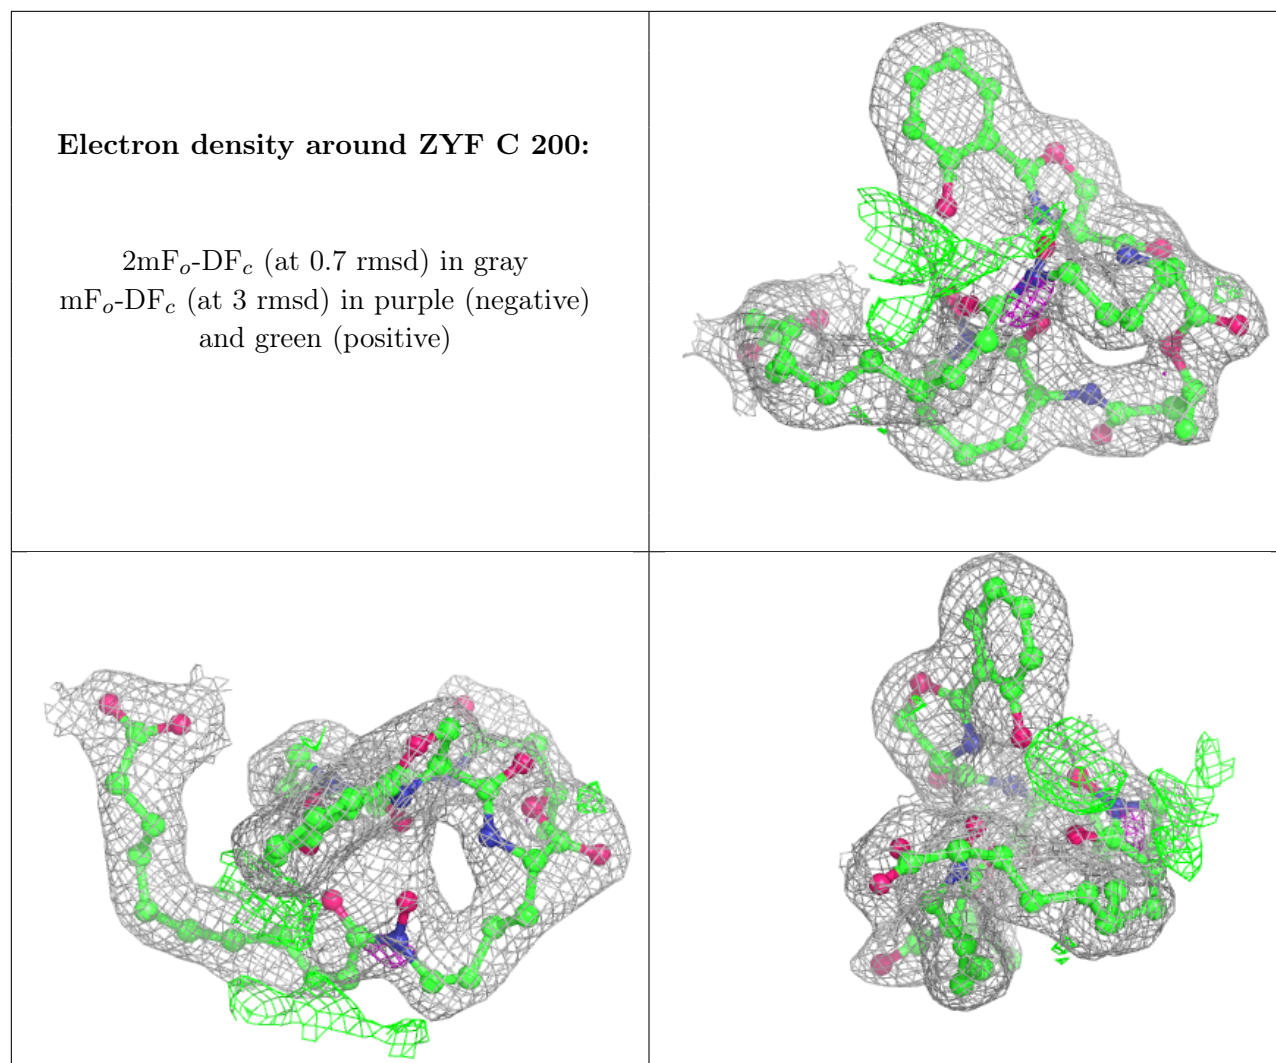 Electron density around ZYF C 200:
2mFo-DFc (at 0.7 rmsd) in gray
mFo-DFc (at 3 rmsd) in purple (negative)
and green (positive)